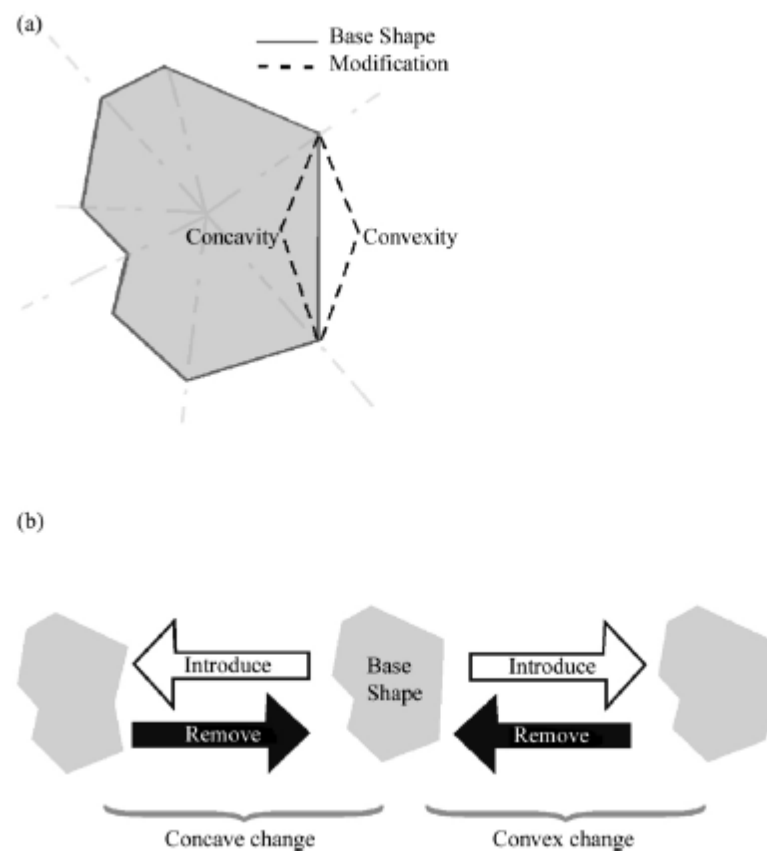 (a)
Base Shape
Modification
Concavity
Convexity
(b)
Introduce
Base
Shape
Introduce
Remove
Remove
Concave change
Convex change